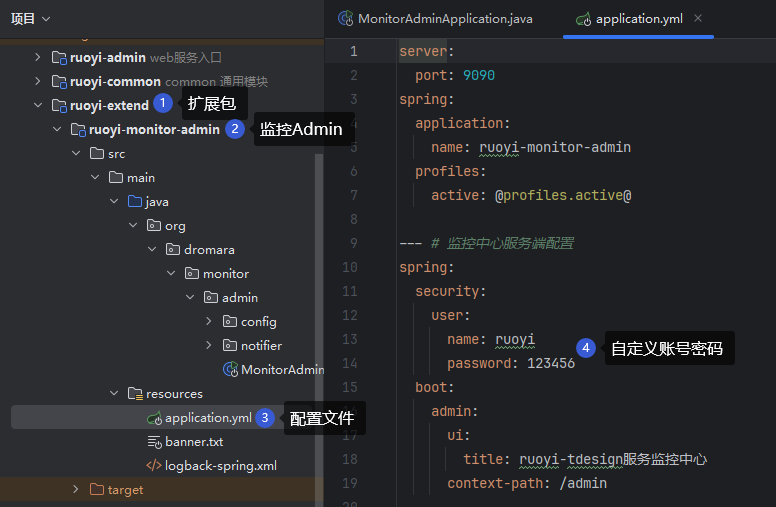 项目
ruoyi-admin web服务入口
ruoyi-common common 通用模块
ruoyi-extend 1 扩展包
ruoyi-monitor-admin 2 监控Admin
src
main
java
org
dromara
monitor
admin
config
notifier
MonitorAdmin
resources
application.yml 3 配置文件
banner.txt
logback-spring.xml
target
MonitorAdminApplication.java application.yml
1 server:
2 port: 9090
3 spring:
application:
5 name: ruoyi-monitor-admin
6 profiles:
7 active: @profiles.active@
8
9 --- # 监控中心服务端配置
10 spring:
11 security:
12 user:
13 name: ruoyi
14 password: 123456
4 自定义账号密码
15 boot:
16 admin:
17 ui:
18 title: ruoyi-tdesign服务监控中心
19 context-path: /admin